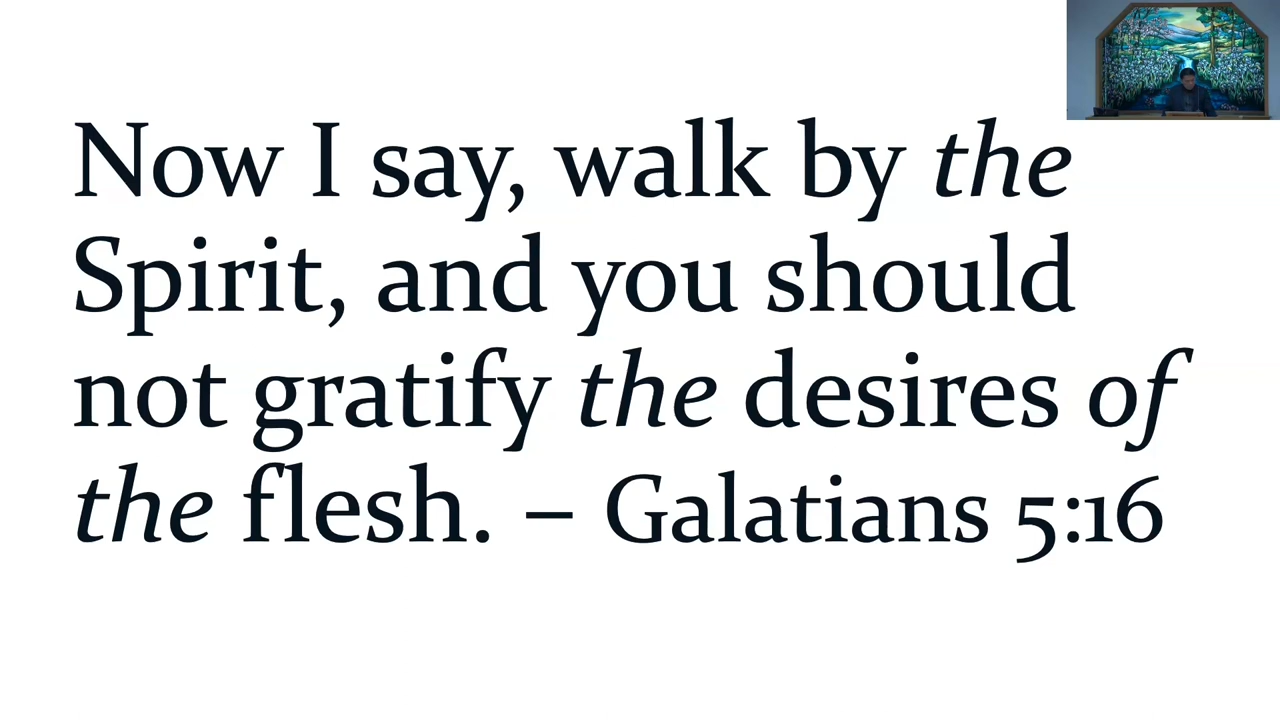 Now I say, walk by the
Spirit, and you should
not gratify the desires of
the flesh. – Galatians 5:16